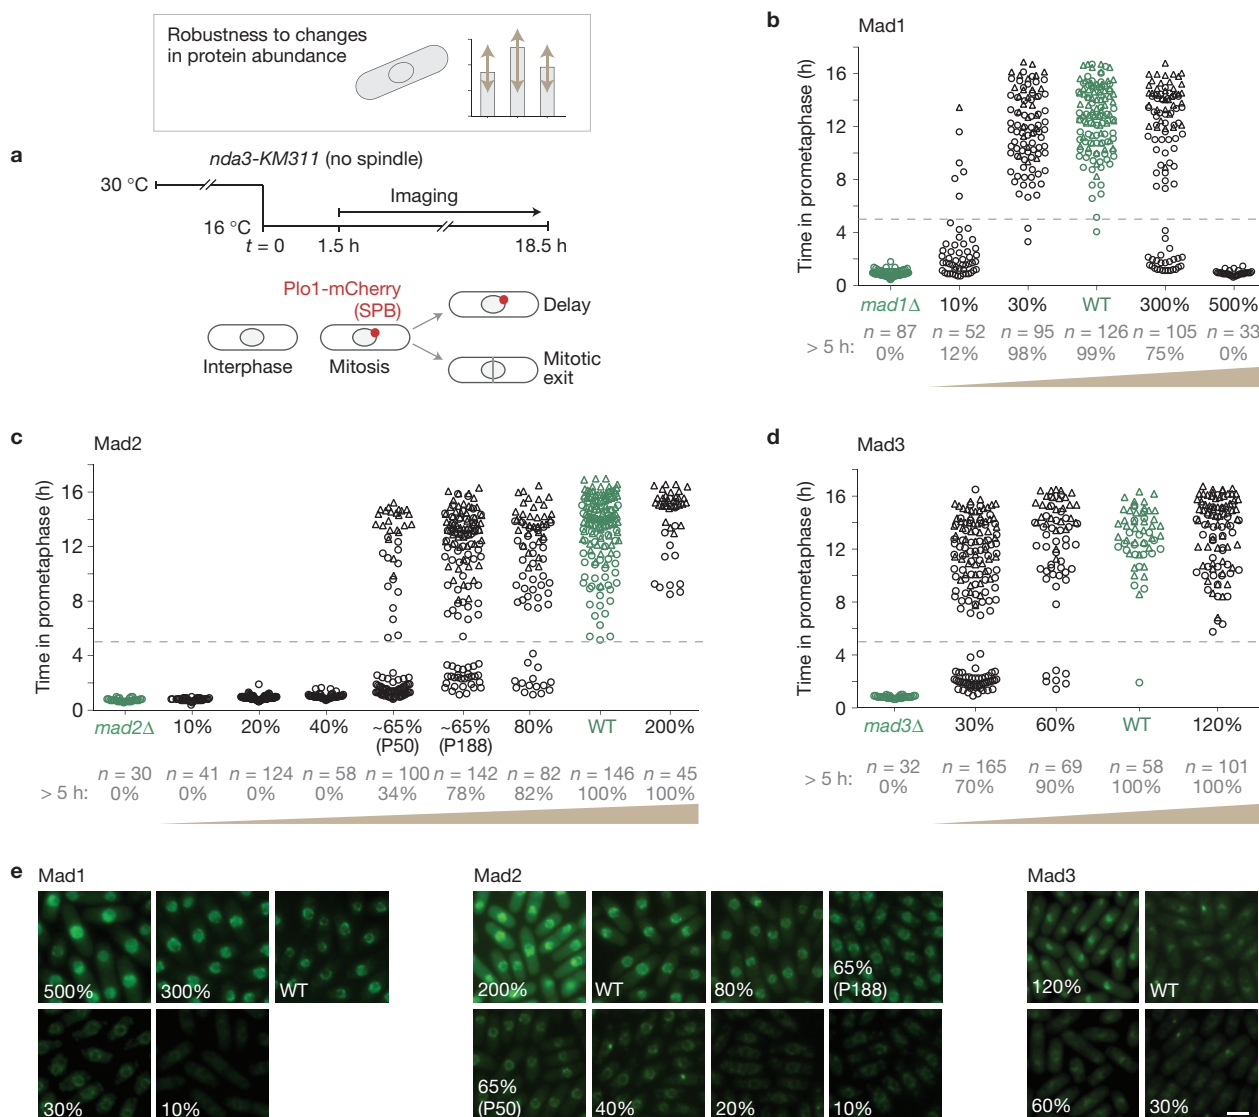 Robustness to changes
in protein abundance
a
nda3-KM311 (no spindle)
30 °C
Imaging
16 °C
t = 0
1.5 h
18.5 h
Plo1-mCherry
(SPB)
Delay
Interphase
Mitosis
Mitotic
exit
b
Mad1
Time in prometaphase (h)
16
12
8
4
0
mad1Δ 10% 30% WT 300% 500%
n = 87 n = 52 n = 95 n = 126 n = 105 n = 33
> 5 h: 0% 12% 98% 99% 75% 0%
c
Mad2
Time in prometaphase (h)
16
12
8
4
0
mad2Δ 10% 20% 40% ~65% ~65% 80% WT 200%
(P50) (P188)
n = 30 n = 41 n = 124 n = 58 n = 100 n = 142 n = 82 n = 146 n = 45
> 5 h: 0% 0% 0% 0% 34% 78% 82% 100% 100%
d
Mad3
Time in prometaphase (h)
16
12
8
4
0
mad3Δ 30% 60% WT 120%
n = 32 n = 165 n = 69 n = 58 n = 101
0% 70% 90% 100% 100%
e
Mad1
500% 300% WT
30% 10%
Mad2
200% WT 80% 65%
(P188)
65%
(P50) 40% 20% 10%
Mad3
120% WT
60% 30%